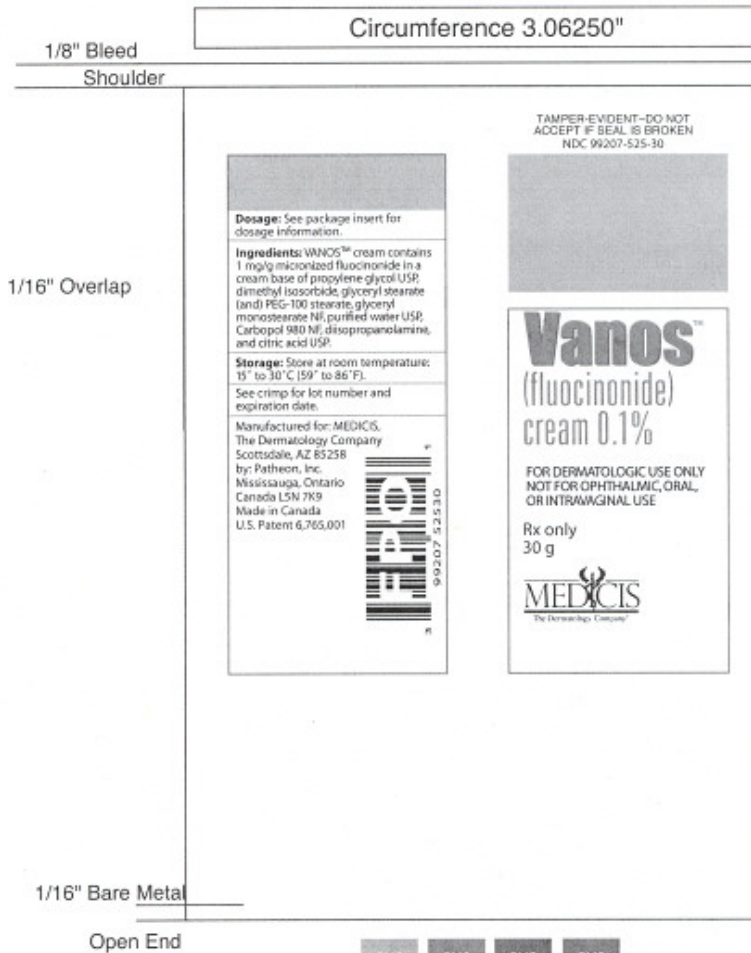 Circumference 3.06250"
1/8" Bleed
Shoulder
TAMPER-EVIDENT–DO NOT
ACCEPT IF SEAL IS BROKEN
NDC 99207-525-30
Dosage: See package insert for
dosage information.
Ingredients: VANOS™ cream contains
1 mg/g micronized fluocinonide in a
cream base of propylene glycol USP,
dimethyl isosorbide, glyceryl stearate
(and) PEG-100 stearate, glyceryl
monostearate NF, purified water USP,
Carbopol 980 NF, diisopropanolamine,
and citric acid USP.
Storage: Store at room temperature:
15° to 30°C (59° to 86°F).
See crimp for lot number and
expiration date.
Manufactured for: MEDICIS,
The Dermatology Company
Scottsdale, AZ 85258
by: Patheon, Inc.
Mississauga, Ontario
Canada L5N 7K9
Made in Canada
U.S. Patent 6,765,001
FPO
99207 52530
1/16" Overlap
Vanos™
(fluocinonide)
cream 0.1%
FOR DERMATOLOGIC USE ONLY
NOT FOR OPHTHALMIC, ORAL,
OR INTRAVAGINAL USE
Rx only
30 g
MEDICIS
The Dermatology Company®
1/16" Bare Metal
Open End